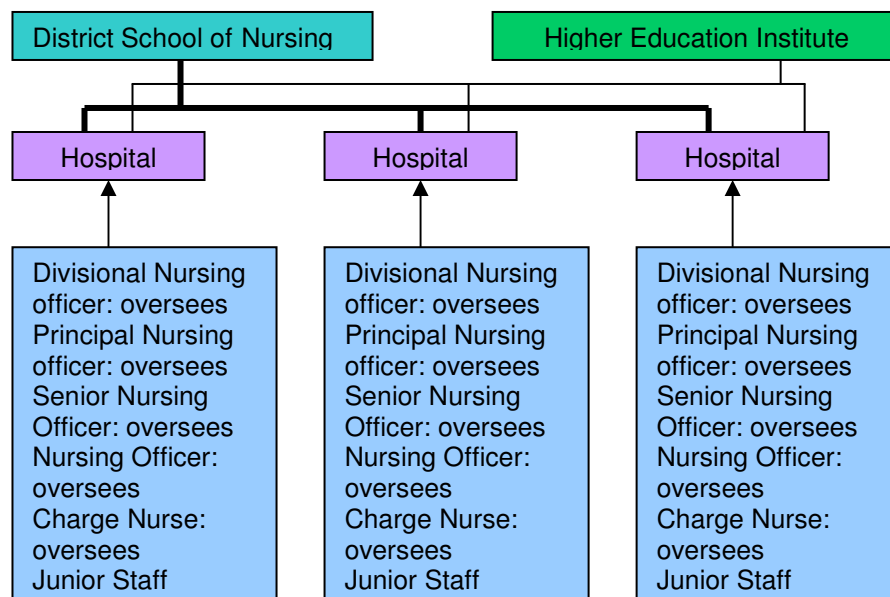 District School of Nursing
Higher Education Institute
Hospital
Hospital
Hospital
Divisional Nursing
officer: oversees
Principal Nursing
officer: oversees
Senior Nursing
Officer: oversees
Nursing Officer:
oversees
Charge Nurse:
oversees
Junior Staff
Divisional Nursing
officer: oversees
Principal Nursing
officer: oversees
Senior Nursing
Officer: oversees
Nursing Officer:
oversees
Charge Nurse:
oversees
Junior Staff
Divisional Nursing
officer: oversees
Principal Nursing
officer: oversees
Senior Nursing
Officer: oversees
Nursing Officer:
oversees
Charge Nurse:
oversees
Junior Staff